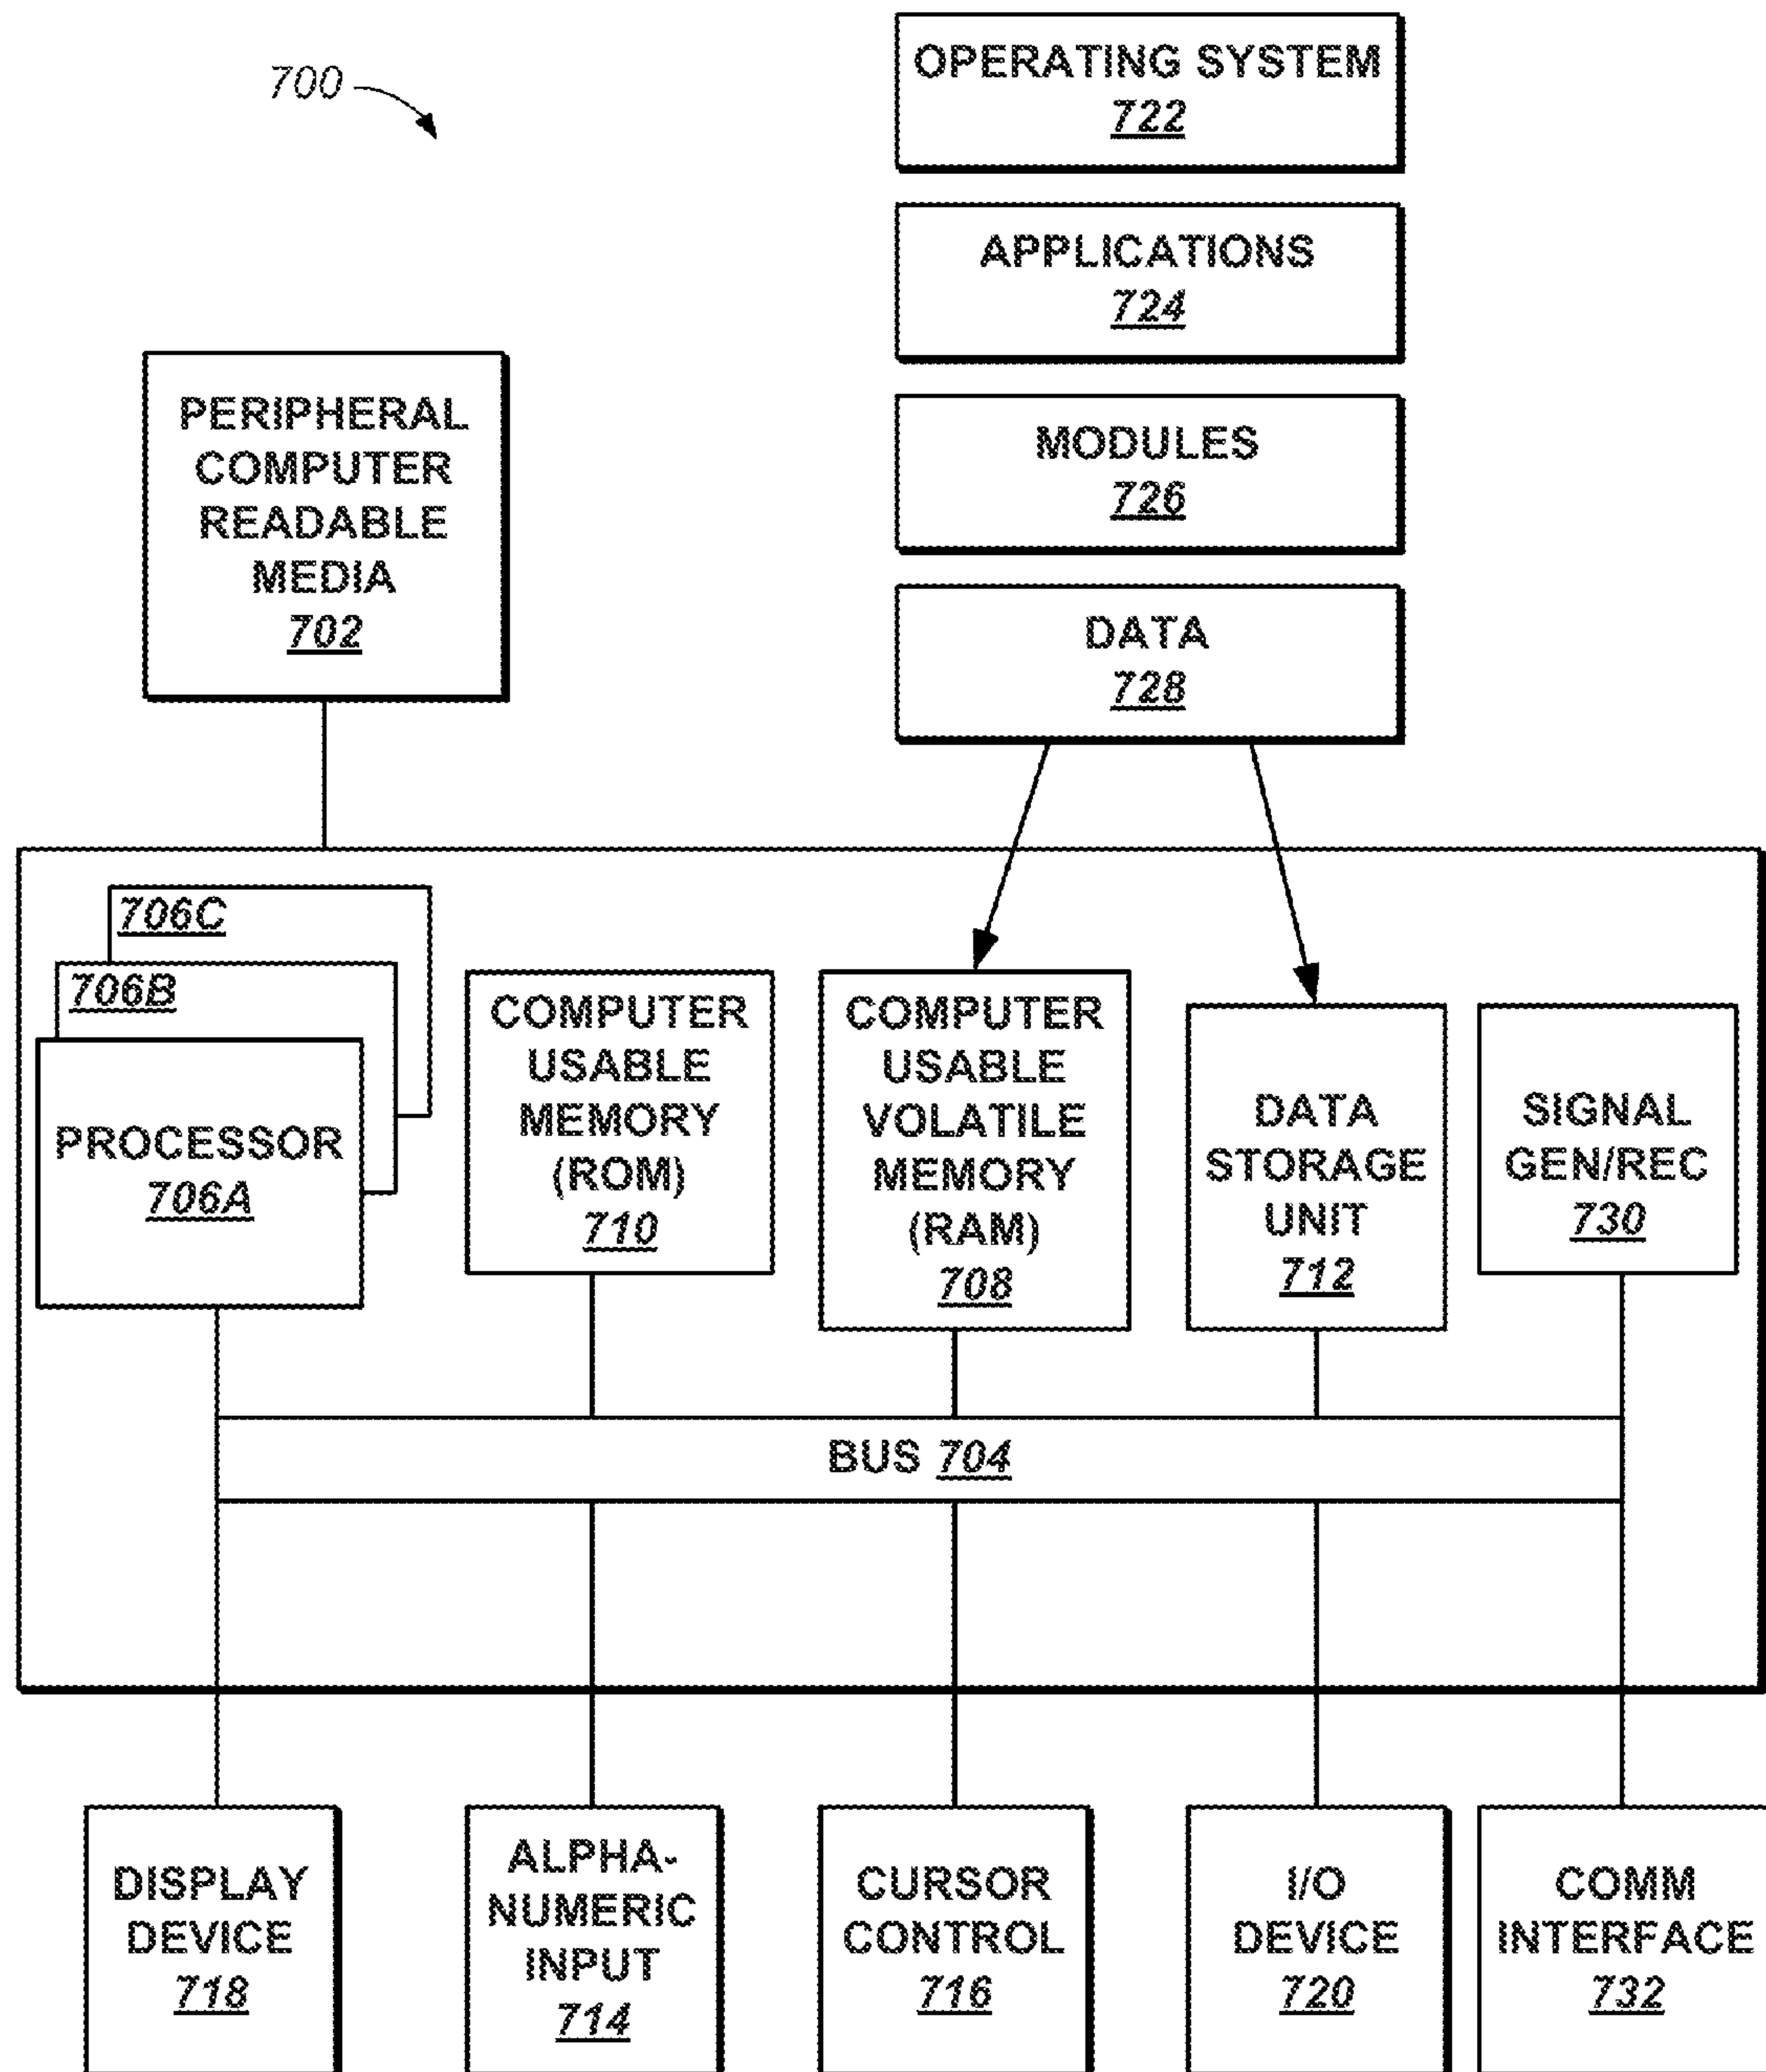 700
OPERATING SYSTEM
722
APPLICATIONS
724
MODULES
726
DATA
728
PERIPHERAL
COMPUTER
READABLE
MEDIA
702
706C
706B
PROCESSOR
706A
COMPUTER
USABLE
MEMORY
(ROM)
710
COMPUTER
USABLE
VOLATILE
MEMORY
(RAM)
708
DATA
STORAGE
UNIT
712
SIGNAL
GEN/REC
730
BUS 704
DISPLAY
DEVICE
718
ALPHA-
NUMERIC
INPUT
714
CURSOR
CONTROL
716
I/O
DEVICE
720
COMM
INTERFACE
732